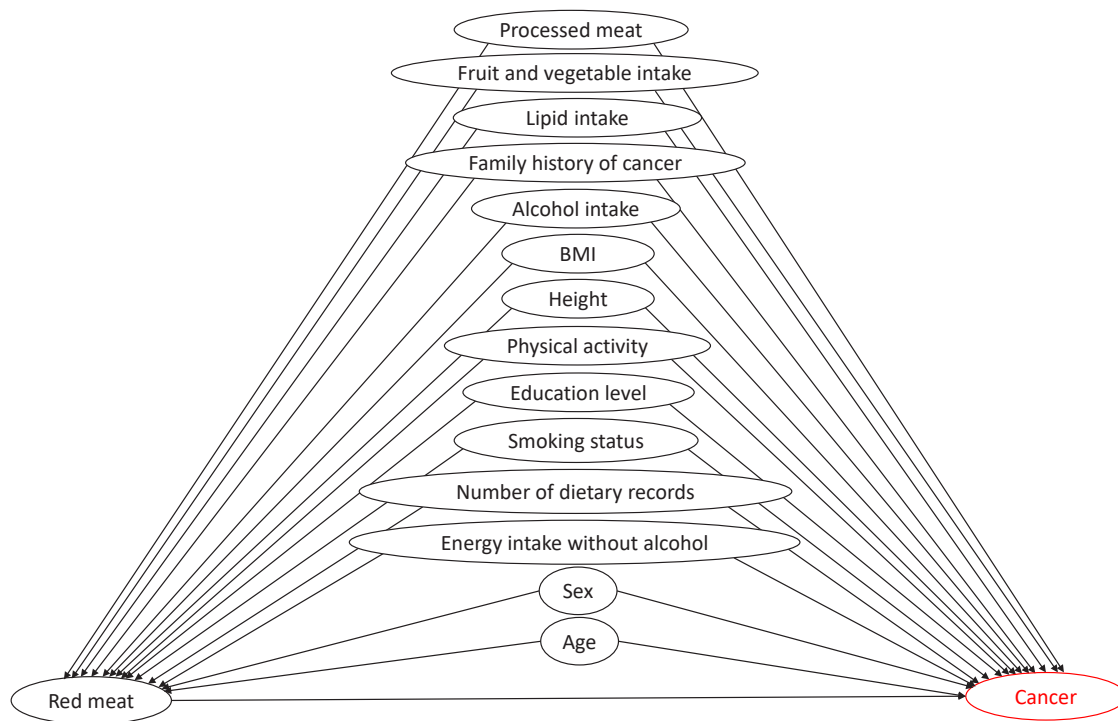 Processed meat
Fruit and vegetable intake
Lipid intake
Family history of cancer
Alcohol intake
BMI
Height
Physical activity
Education level
Smoking status
Number of dietary records
Energy intake without alcohol
Sex
Age
Red meat
Cancer